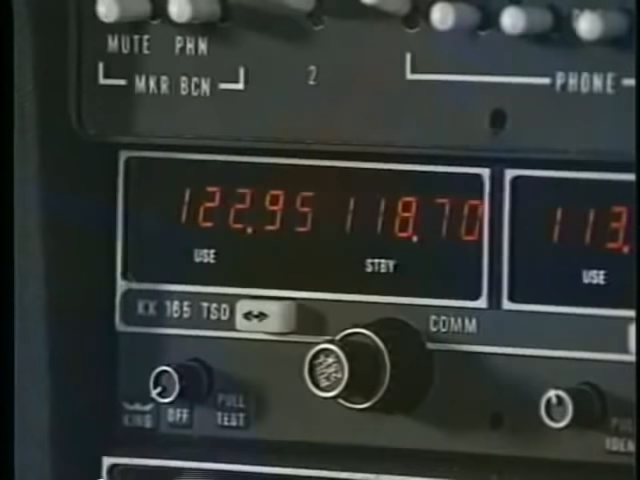 MUTE PHN
MKR BCN
2
PHONE
122.95 118.70
USE STBY
113.
USE
KX 165 TSO
COMM
KING
OFF
PULL
TEST